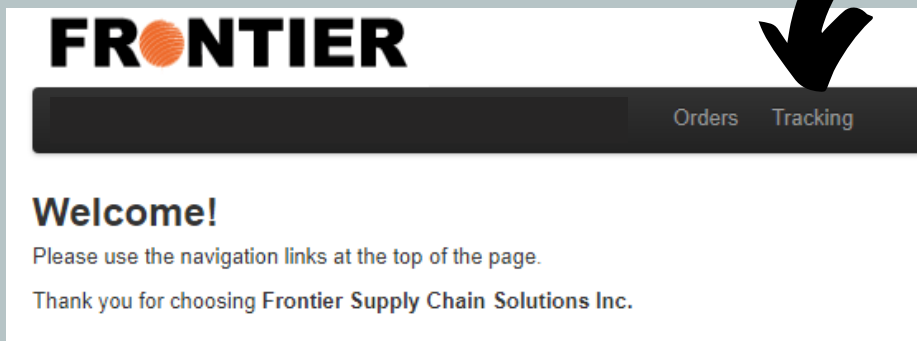 FRONTIER
Orders Tracking
Welcome!
Please use the navigation links at the top of the page.
Thank you for choosing Frontier Supply Chain Solutions Inc.